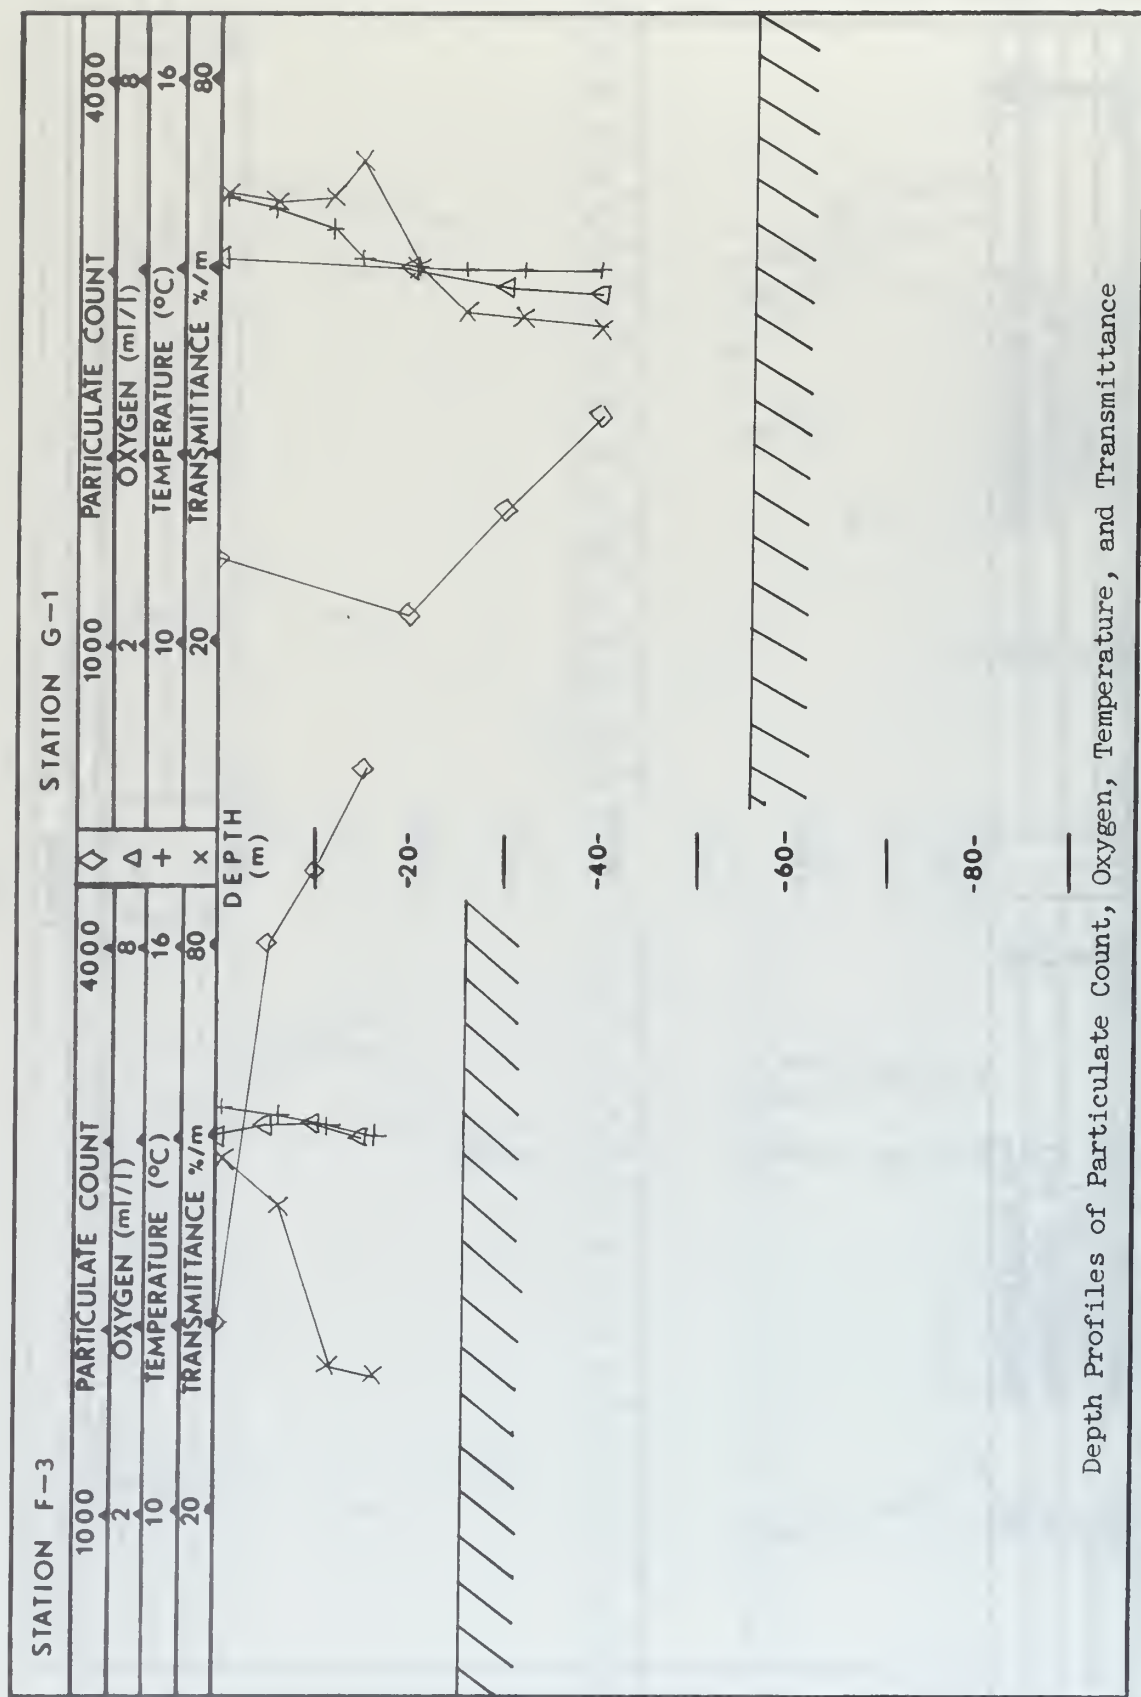 STATION F-3
STATION G-1
1000 PARTICULATE COUNT 4000 ◇ 1000 PARTICULATE COUNT 4000
2 OXYGEN (ml/l) 8 Δ 2 OXYGEN (ml/l) 8
10 TEMPERATURE (°C) 16 + 10 TEMPERATURE (°C) 16
20 TRANSMITTANCE %/m 80 × 20 TRANSMITTANCE %/m 80
DEPTH
(m)
-20-
-40-
-60-
-80-
Depth Profiles of Particulate Count, Oxygen, Temperature, and Transmittance